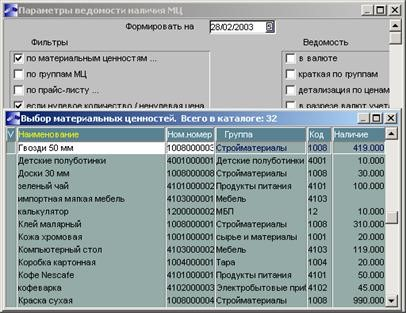 Параметры ведомости наличия МЦ
Формировать на 28/02/2003
Фильтры Ведомость
по материальным ценностям ... в валюте
по группам МЦ краткая по группам
по прайс-листу ... детализация по ценам
если нулевое количество / ненулевая цена в разрезе валют учета
Выбор материальных ценностей. Всего в каталоге: 32
V Наименование Ном.номер Группа Код Наличие
Гвозди 50 мм 1008000003 Стройматериалы 1008 419.000
Детские полуботинки 4001000001 Детские полуботинки 4001 10.000
Доски 30 мм 1008000008 Стройматериалы 1008 30.000
зеленый чай 4101000002 Продукты питания 4101 100.000
импортная мягкая мебель 4103000001 Мебель 4103
калькулятор 1200000002 МБП 12 10.000
Клей малярный 1008000001 Стройматериалы 1008 310.000
Кожа хромовая 1001000001 сырье и материалы 1001 20.000
Компьютерный стол 4103000002 Мебель 4103 119.000
Коробка картонная 1004000001 Тара 1004 20.000
Кофе Nescafe 4101000001 Продукты питания 4101 50.000
кофеварка 4102000003 Электробытовые при 4102 45.000
Краска сухая 1008000004 Стройматериалы 1008 990.000